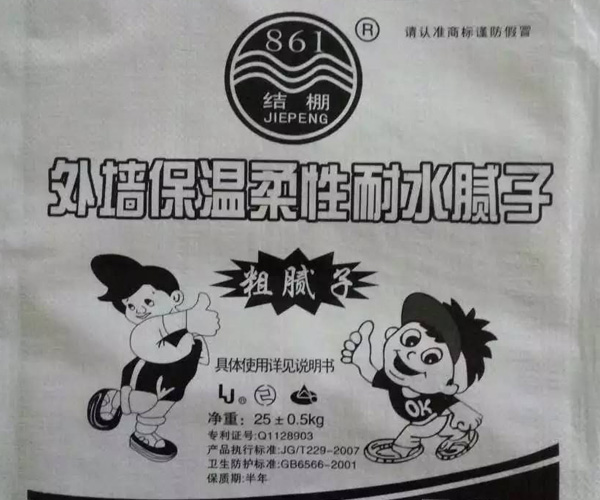 861
®
请认准商标谨防假冒
结棚
JIEPENG
外墙保温柔性耐水腻子
粗腻子
具体使用详见说明书
®
OK
净重：25±0.5kg
专利证号:Q1128903
产品执行标准:JG/T229-2007
卫生防护标准:GB6566-2001
保质期:半年